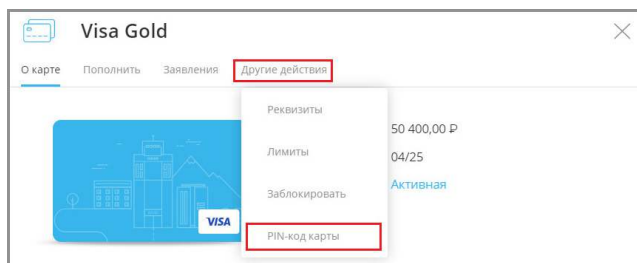 Visa Gold
О карте Пополнить Заявления Другие действия
Реквизиты
50 400,00 ₽
Лимиты
04/25
Заблокировать
Активная
VISA
PIN-код карты